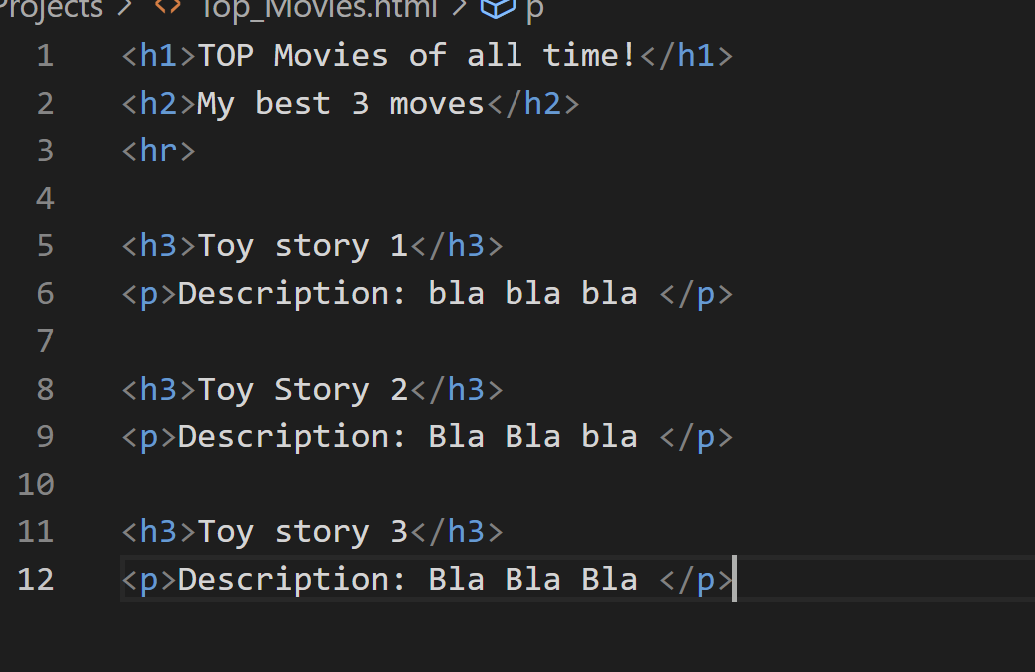 Projects > <> Top_Movies.html > p
1 <h1>TOP Movies of all time!</h1>
2 <h2>My best 3 moves</h2>
3 <hr>
4
5 <h3>Toy story 1</h3>
6 <p>Description: bla bla bla </p>
7
8 <h3>Toy Story 2</h3>
9 <p>Description: Bla Bla bla </p>
10
11 <h3>Toy story 3</h3>
12 <p>Description: Bla Bla Bla </p>